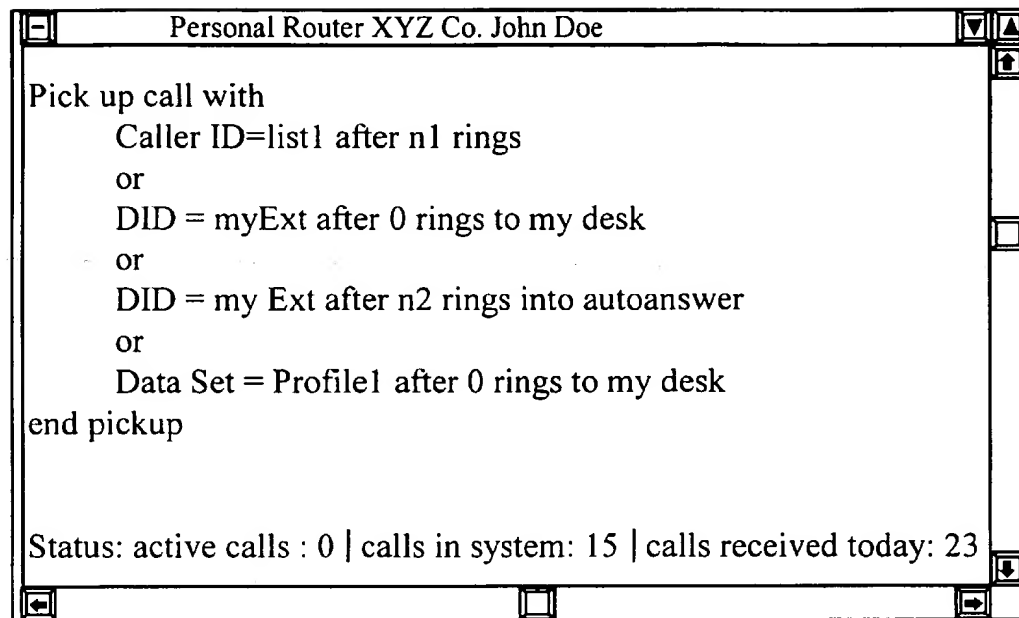 Personal Router XYZ Co. John Doe
Pick up call with
Caller ID=list1 after n1 rings
or
DID = myExt after 0 rings to my desk
or
DID = my Ext after n2 rings into autoanswer
or
Data Set = Profile1 after 0 rings to my desk
end pickup
Status: active calls : 0 | calls in system: 15 | calls received today: 23